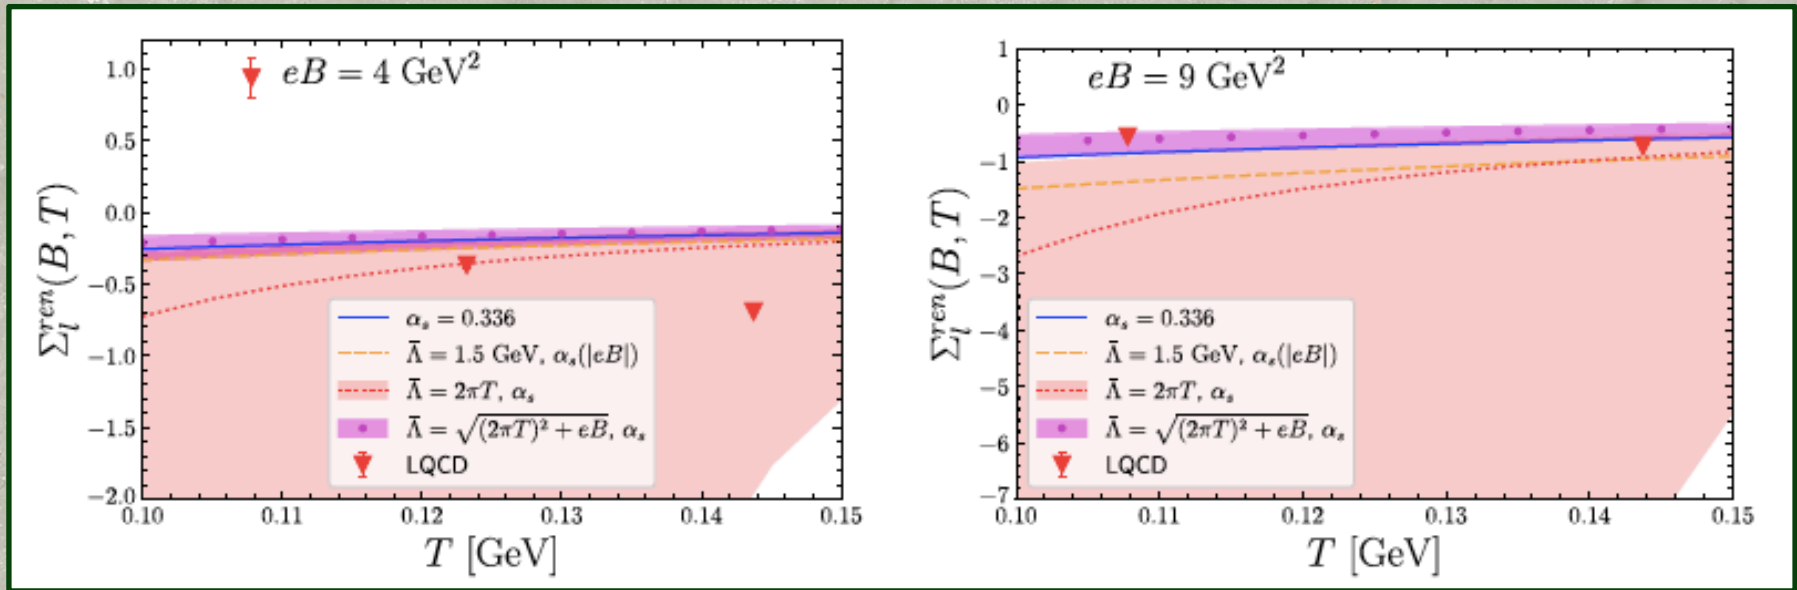 eB = 4 GeV²
1.0
0.5
0.0
−0.5
−1.0
−1.5
−2.0
Σ_l^{ren}(B, T)
α_s = 0.336
Λ̄ = 1.5 GeV, α_s(|eB|)
Λ̄ = 2πT, α_s
Λ̄ = √((2πT)² + eB), α_s
LQCD
0.10 0.11 0.12 0.13 0.14 0.15
T [GeV]
eB = 9 GeV²
1
0
−1
−2
−3
−4
−5
−6
−7
Σ_l^{ren}(B, T)
α_s = 0.336
Λ̄ = 1.5 GeV, α_s(|eB|)
Λ̄ = 2πT, α_s
Λ̄ = √((2πT)² + eB), α_s
LQCD
0.10 0.11 0.12 0.13 0.14 0.15
T [GeV]